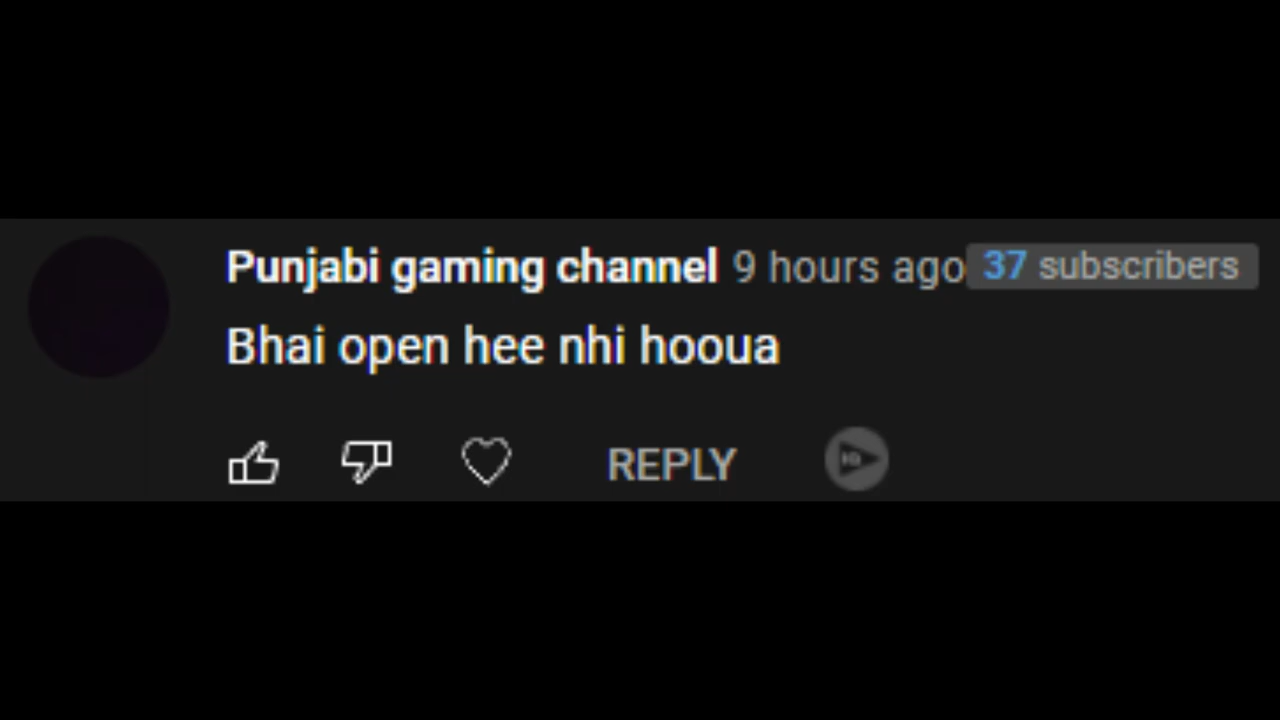 Punjabi gaming channel 9 hours ago 37 subscribers
Bhai open hee nhi hooua
REPLY